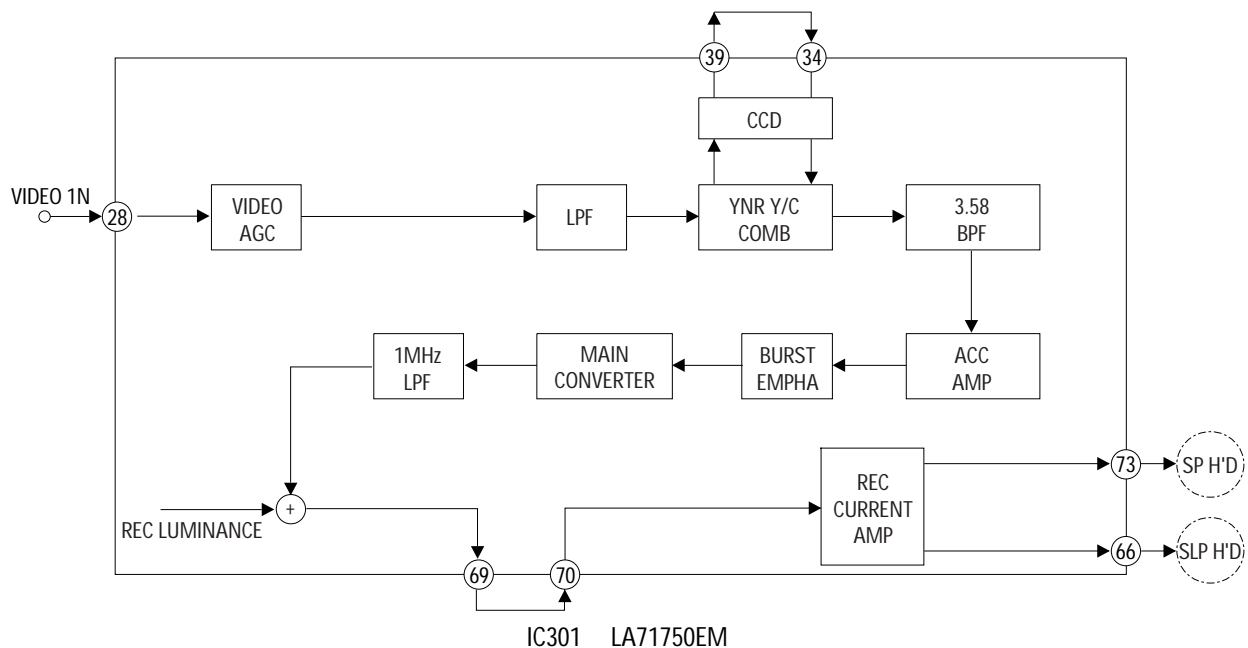 39
34
CCD
VIDEO 1N
28
VIDEO
AGC
LPF
YNR Y/C
COMB
3.58
BPF
1MHz
LPF
MAIN
CONVERTER
BURST
EMPHA
ACC
AMP
REC
CURRENT
AMP
73
SP H'D
REC LUMINANCE
+
66
SLP H'D
69
70
IC301 LA71750EM